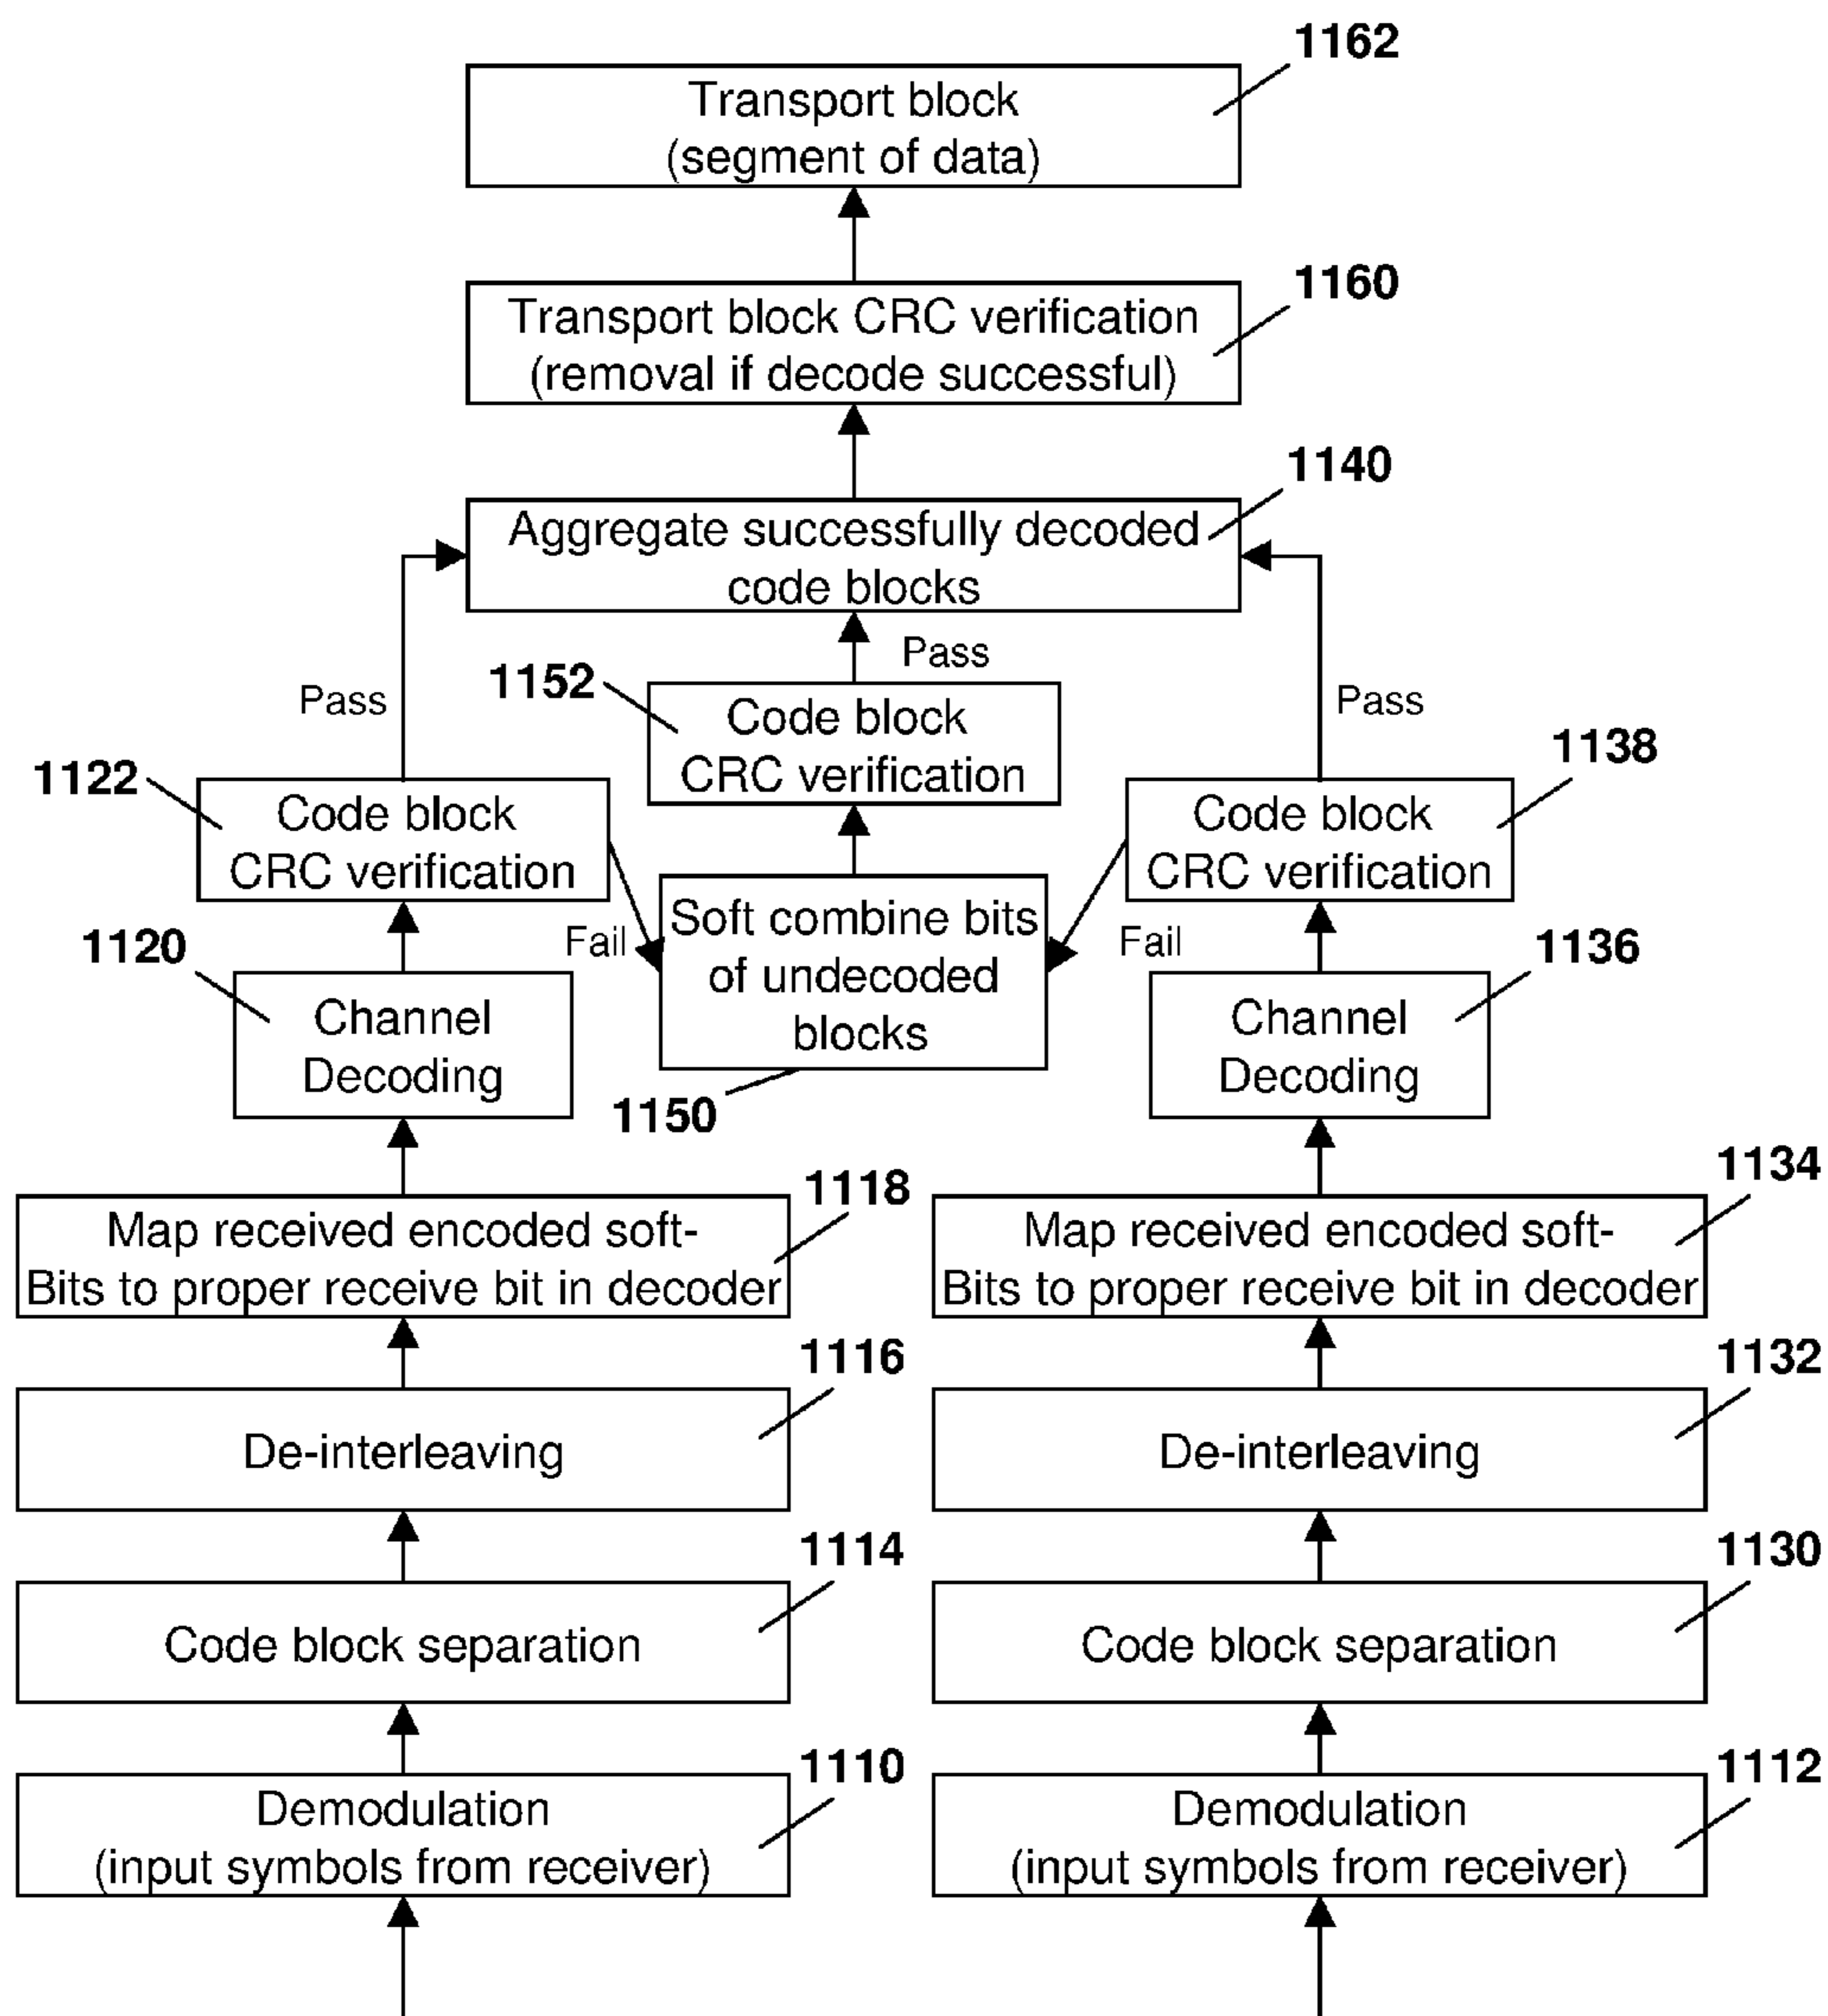 1162
Transport block
(segment of data)
1160
Transport block CRC verification
(removal if decode successful)
1140
Aggregate successfully decoded
code blocks
Pass
1152
Pass
Pass
Code block
CRC verification
1122
1138
Code block
CRC verification
Code block
CRC verification
Soft combine bits
of undecoded
blocks
Fail
Fail
1120
1136
Channel
Decoding
Channel
Decoding
1150
1118
1134
Map received encoded soft-
Bits to proper receive bit in decoder
Map received encoded soft-
Bits to proper receive bit in decoder
1116
1132
De-interleaving
De-interleaving
1114
1130
Code block separation
Code block separation
1110
1112
Demodulation
(input symbols from receiver)
Demodulation
(input symbols from receiver)